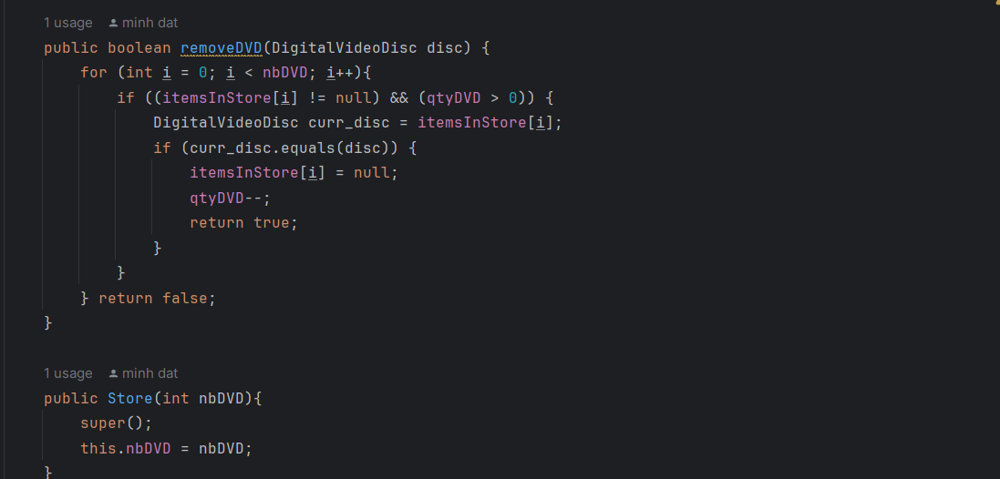 1 usage minh dat
public boolean removeDVD(DigitalVideoDisc disc) {
for (int i = 0; i < nbDVD; i++){
if ((itemsInStore[i] != null) && (qtyDVD > 0)) {
DigitalVideoDisc curr_disc = itemsInStore[i];
if (curr_disc.equals(disc)) {
itemsInStore[i] = null;
qtyDVD--;
return true;
}
}
} return false;
}
1 usage minh dat
public Store(int nbDVD){
super();
this.nbDVD = nbDVD;
}